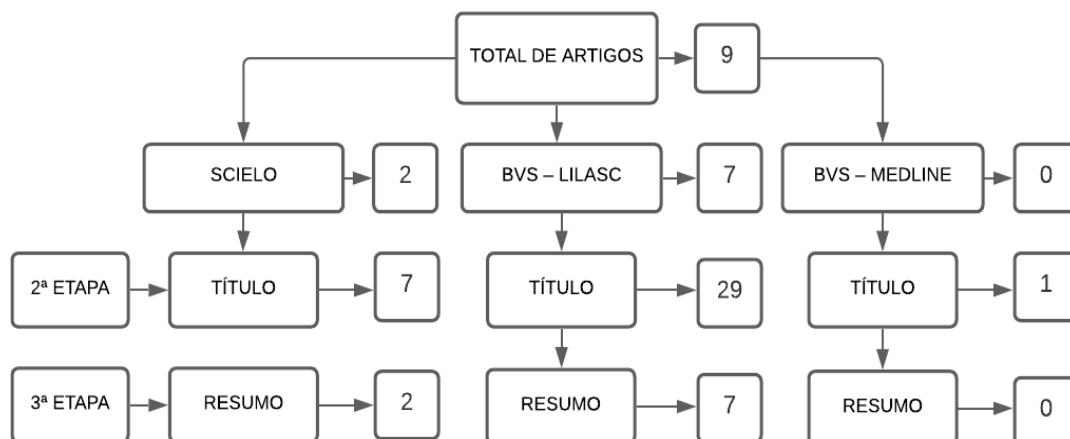 TOTAL DE ARTIGOS 9
SCIELO 2 BVS – LILASC 7 BVS – MEDLINE 0
2ª ETAPA TÍTULO 7 TÍTULO 29 TÍTULO 1
3ª ETAPA RESUMO 2 RESUMO 7 RESUMO 0